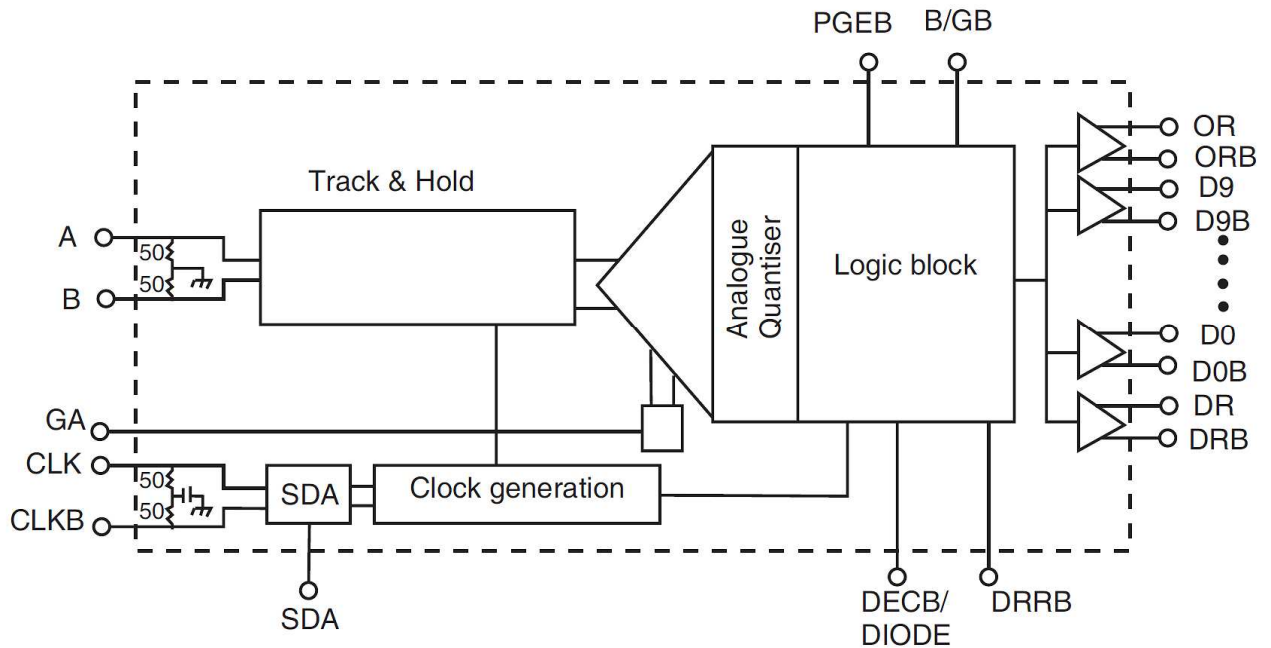 PGEB
B/GB
Track & Hold
A
50
50
B
Analogue
Quantiser
Logic block
OR
ORB
D9
D9B
D0
D0B
DR
DRB
GA
CLK
50
50
CLKB
SDA
Clock generation
SDA
DECB/
DIODE
DRRB